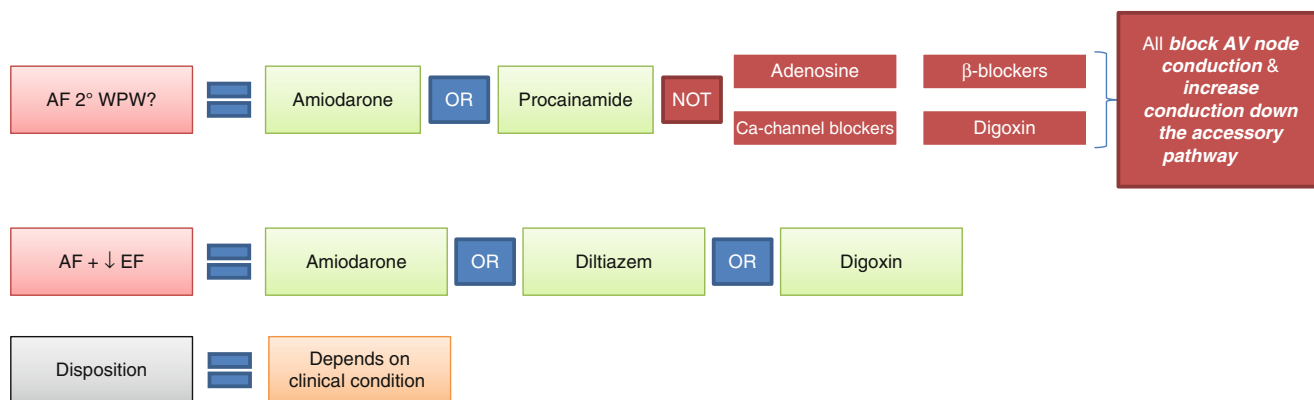 AF 2° WPW?
Amiodarone
OR
Procainamide
NOT
Adenosine
β-blockers
Ca-channel blockers
Digoxin
All block AV node
conduction &
increase
conduction down
the accessory
pathway
AF + ↓ EF
Amiodarone
OR
Diltiazem
OR
Digoxin
Disposition
Depends on
clinical condition